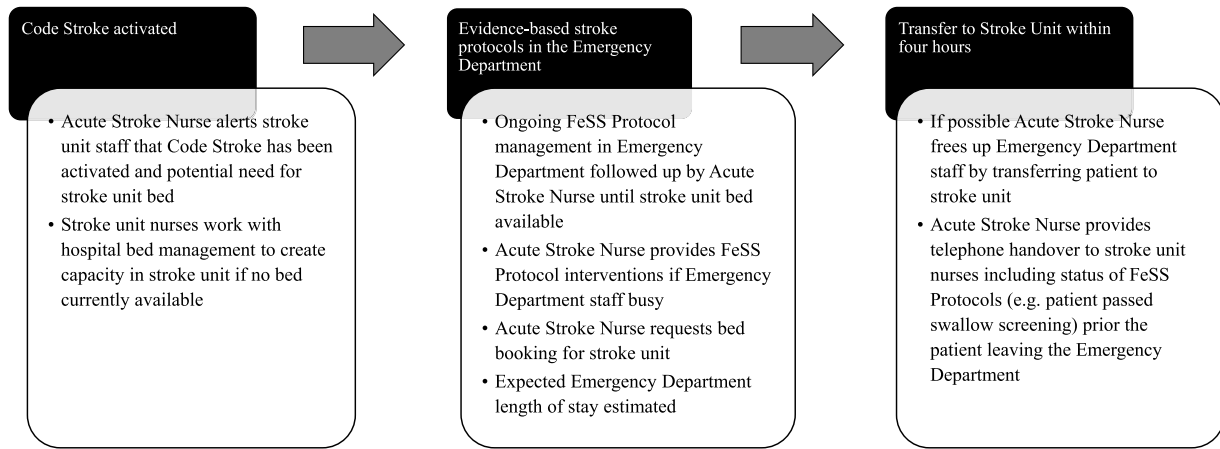 Code Stroke activated
• Acute Stroke Nurse alerts stroke
unit staff that Code Stroke has been
activated and potential need for
stroke unit bed
• Stroke unit nurses work with
hospital bed management to create
capacity in stroke unit if no bed
currently available
Evidence-based stroke
protocols in the Emergency
Department
• Ongoing FeSS Protocol
management in Emergency
Department followed up by Acute
Stroke Nurse until stroke unit bed
available
• Acute Stroke Nurse provides FeSS
Protocol interventions if Emergency
Department staff busy
• Acute Stroke Nurse requests bed
booking for stroke unit
• Expected Emergency Department
length of stay estimated
Transfer to Stroke Unit within
four hours
• If possible Acute Stroke Nurse
frees up Emergency Department
staff by transferring patient to
stroke unit
• Acute Stroke Nurse provides
telephone handover to stroke unit
nurses including status of FeSS
Protocols (e.g. patient passed
swallow screening) prior the
patient leaving the Emergency
Department